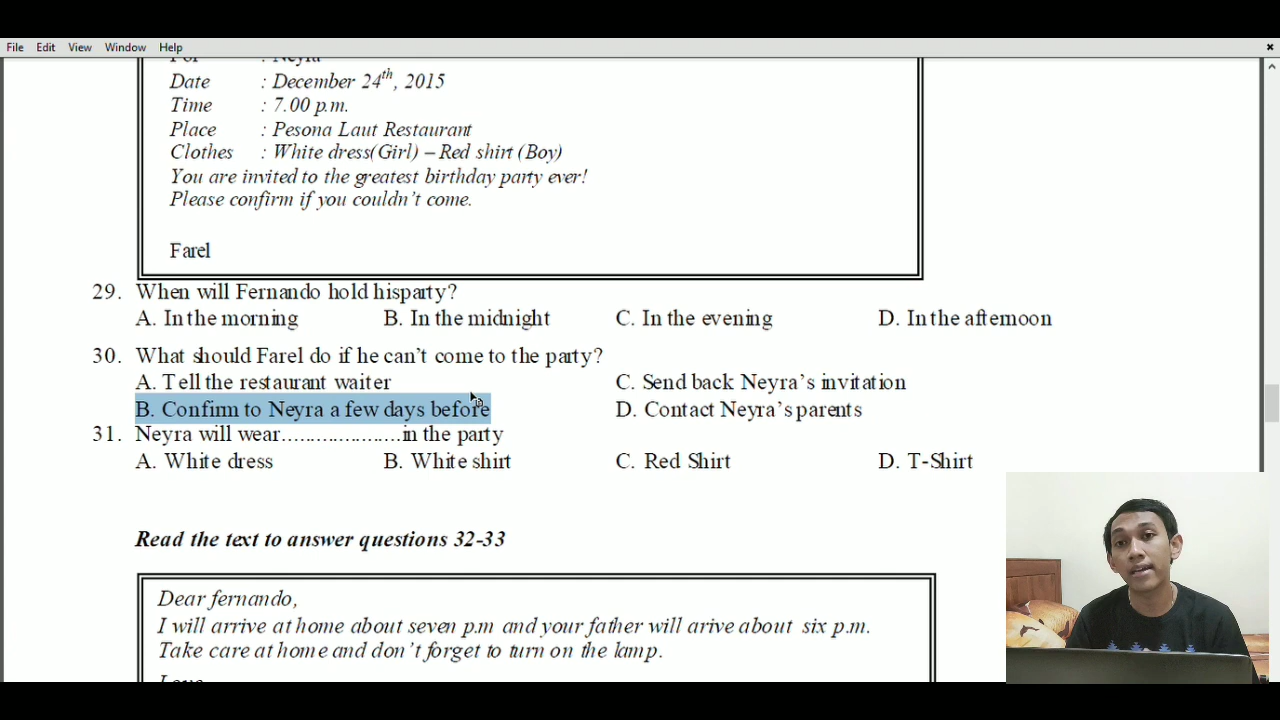 File Edit View Window Help
For : Neyra
Date : December 24th, 2015
Time : 7.00 p.m.
Place : Pesona Laut Restaurant
Clothes : White dress(Girl) – Red shirt (Boy)
You are invited to the greatest birthday party ever!
Please confirm if you couldn't come.
Farel
29. When will Fernando hold hisparty?
A. In the morning B. In the midnight C. In the evening D. In the afternoon
30. What should Farel do if he can't come to the party?
A. Tell the restaurant waiter C. Send back Neyra's invitation
B. Confirm to Neyra a few days before D. Contact Neyra's parents
31. Neyra will wear.....................in the party
A. White dress B. White shirt C. Red Shirt D. T-Shirt
Read the text to answer questions 32-33
Dear fernando,
I will arrive at home about seven p.m and your father will arive about six p.m.
Take care at home and don't forget to turn on the lamp.
Love